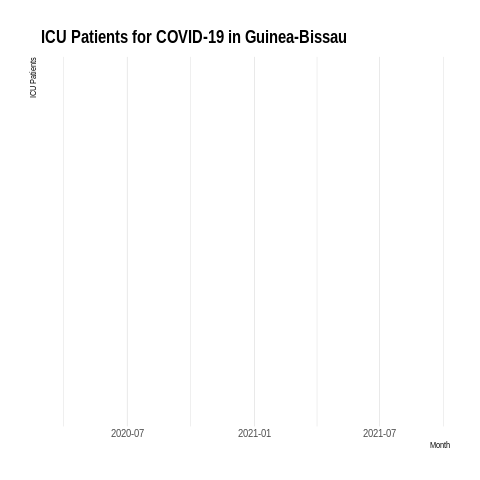 ICU Patients for COVID-19 in Guinea-Bissau
ICU Patients
2020-07
2021-01
2021-07
Month